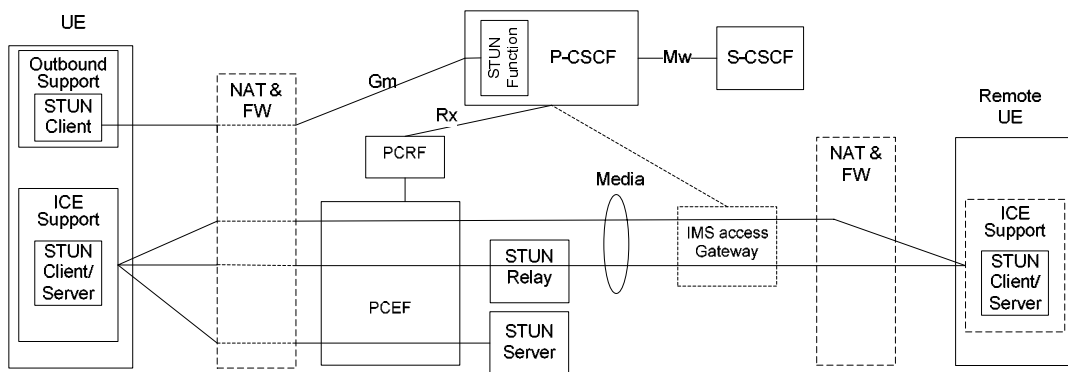 UE
Outbound
Support
STUN
Client
ICE
Support
STUN
Client/
Server
NAT &
FW
Gm
STUN
Function
P-CSCF
Mw
S-CSCF
Rx
PCRF
PCEF
Media
STUN
Relay
STUN
Server
IMS access
Gateway
NAT &
FW
Remote
UE
ICE
Support
STUN
Client/
Server